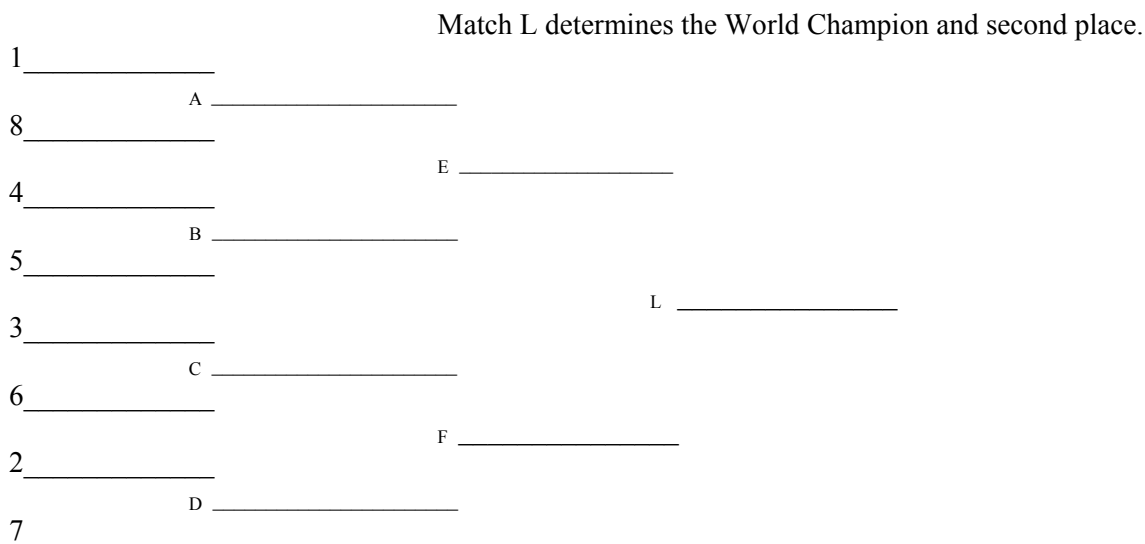 Match L determines the World Champion and second place.
1
A
8
E
4
B
5
L
3
C
6
F
2
D
7